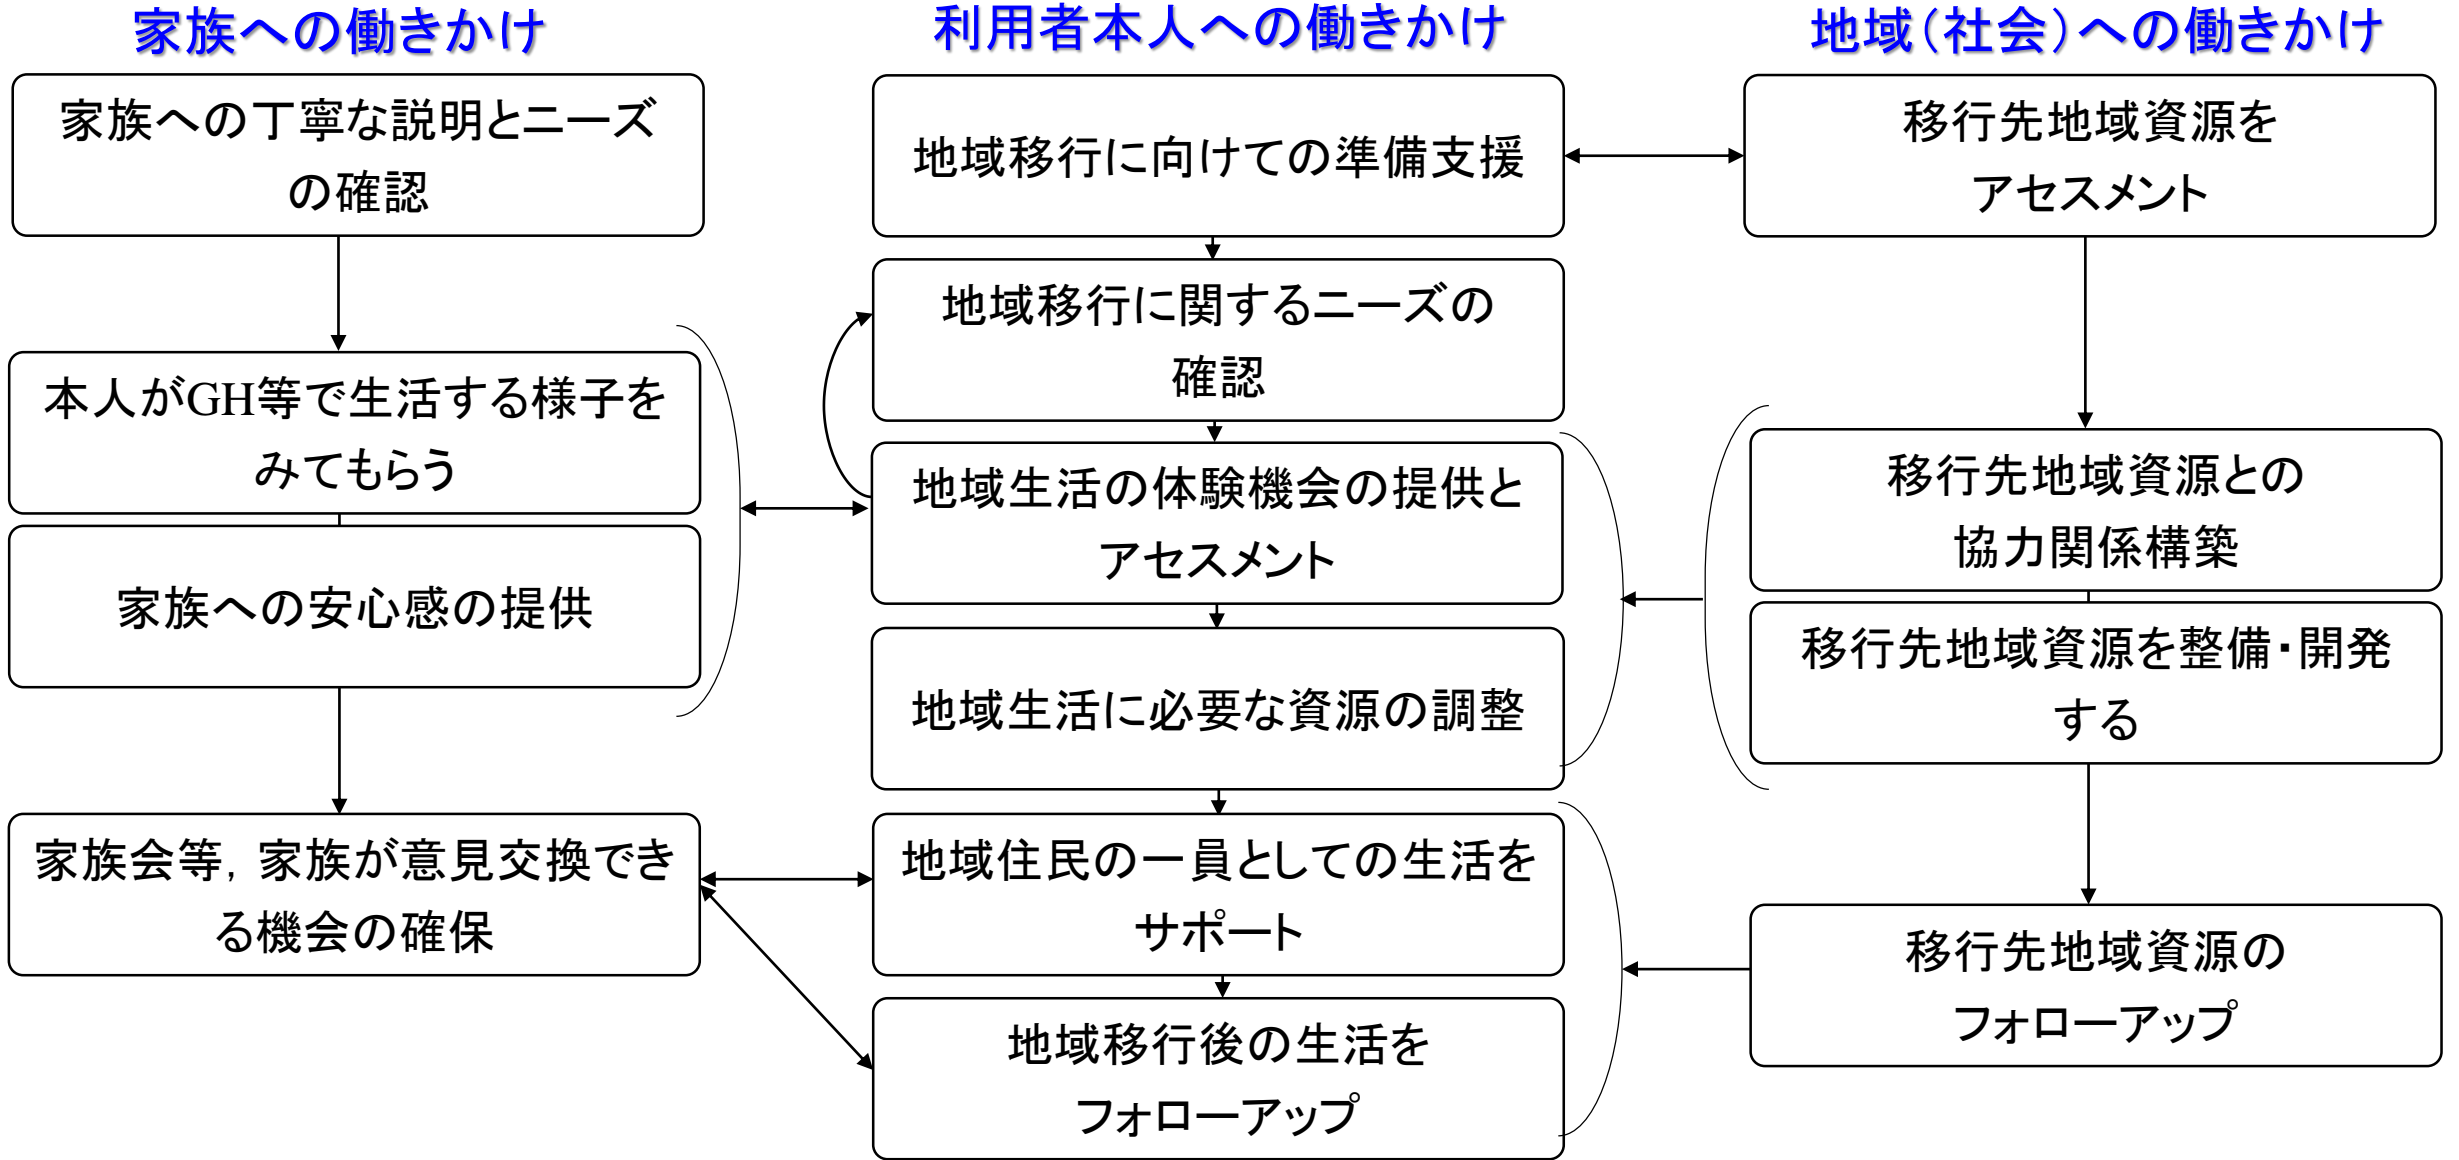 家族への働きかけ
家族への丁寧な説明とニーズ
の確認
本人がGH等で生活する様子を
みてもらう
家族への安心感の提供
家族会等，家族が意見交換でき
る機会の確保
利用者本人への働きかけ
地域移行に向けての準備支援
地域移行に関するニーズの
確認
地域生活の体験機会の提供と
アセスメント
地域生活に必要な資源の調整
地域住民の一員としての生活を
サポート
地域移行後の生活を
フォローアップ
地域（社会）への働きかけ
移行先地域資源を
アセスメント
移行先地域資源との
協力関係構築
移行先地域資源を整備・開発
する
移行先地域資源の
フォローアップ